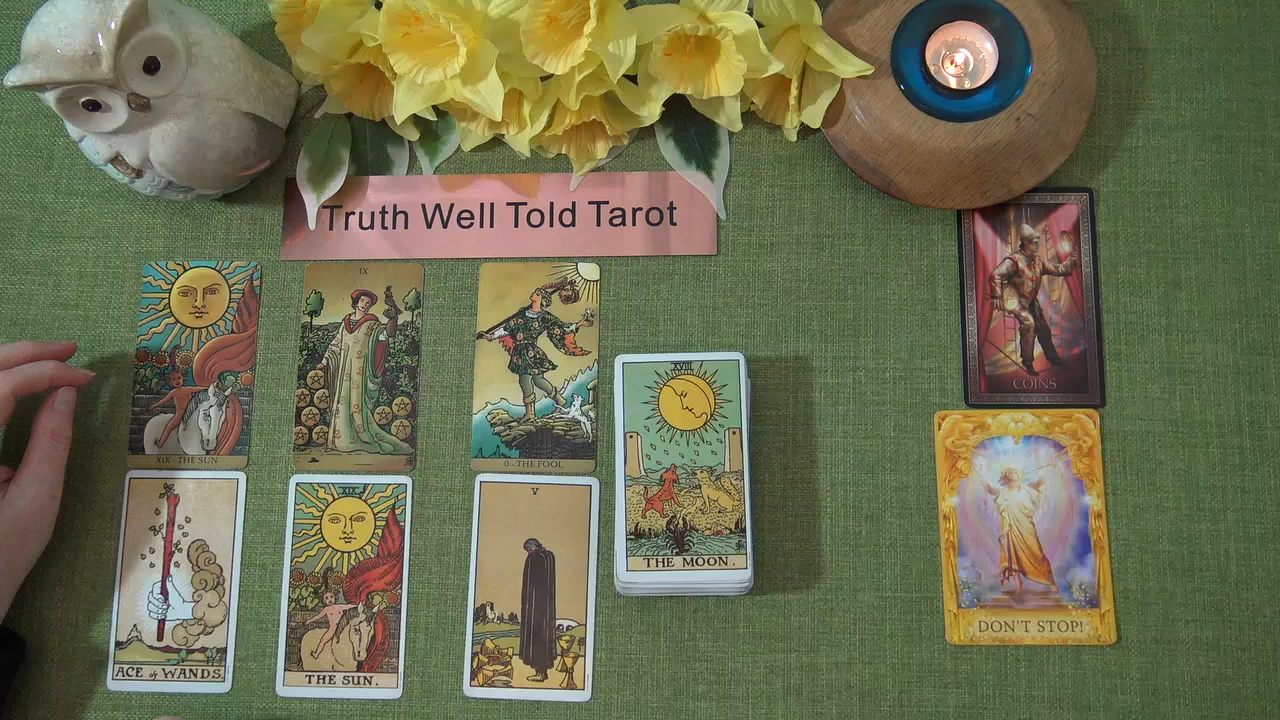 Truth Well Told Tarot
XIX - THE SUN
IX
0 - THE FOOL
II
COINS
XVIII
THE MOON.
ACE of WANDS.
XIX
THE SUN.
V
DON'T STOP!